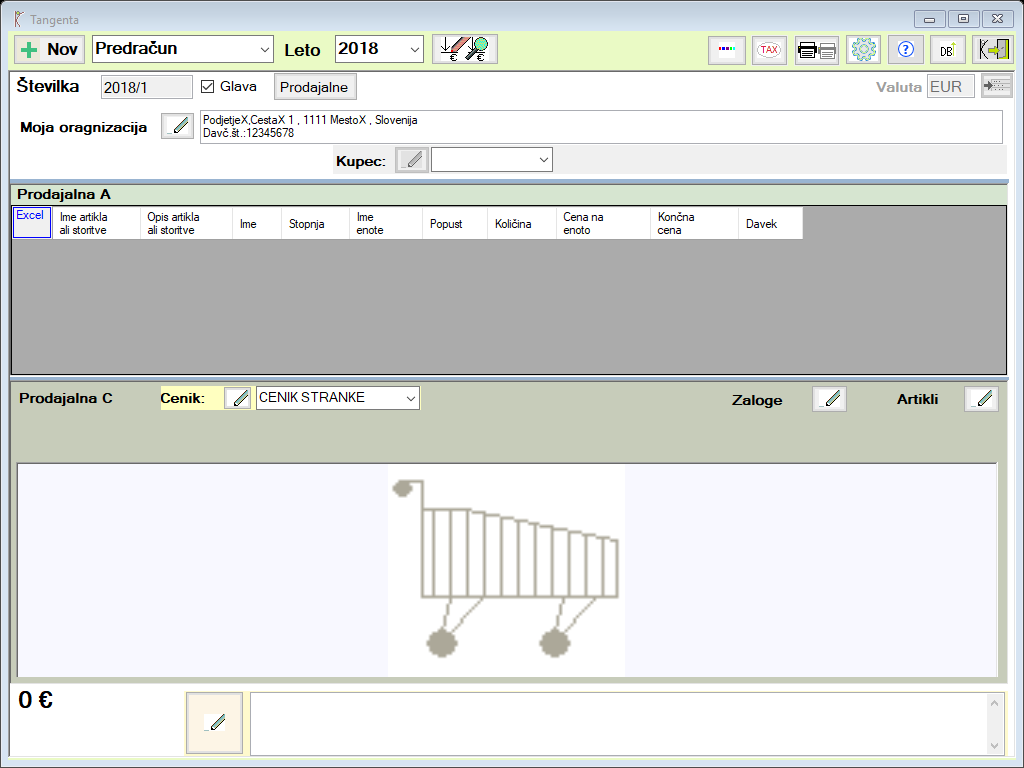 Tangenta
Nov Predračun Leto 2018 € € TAX ? DB
Številka 2018/1 Glava Prodajalne Valuta EUR
Moja oragnizacija PodjetjeX,CestaX 1 , 1111 MestoX , Slovenija
Davč.št.:12345678
Kupec:
Prodajalna A
Excel Ime artikla Opis artikla Ime Stopnja Ime Popust Količina Cena na Končna Davek
ali storitve ali storitve enote enoto cena
Prodajalna C Cenik: CENIK STRANKE Zaloge Artikli
0 €